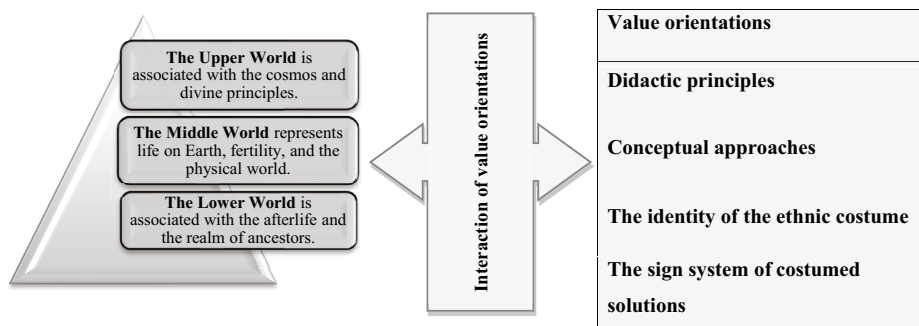 The Upper World is
associated with the cosmos and
divine principles.
The Middle World represents
life on Earth, fertility, and the
physical world.
The Lower World is
associated with the afterlife and
the realm of ancestors.
Interaction of value orientations
Value orientations
Didactic principles
Conceptual approaches
The identity of the ethnic costume
The sign system of costumed
solutions